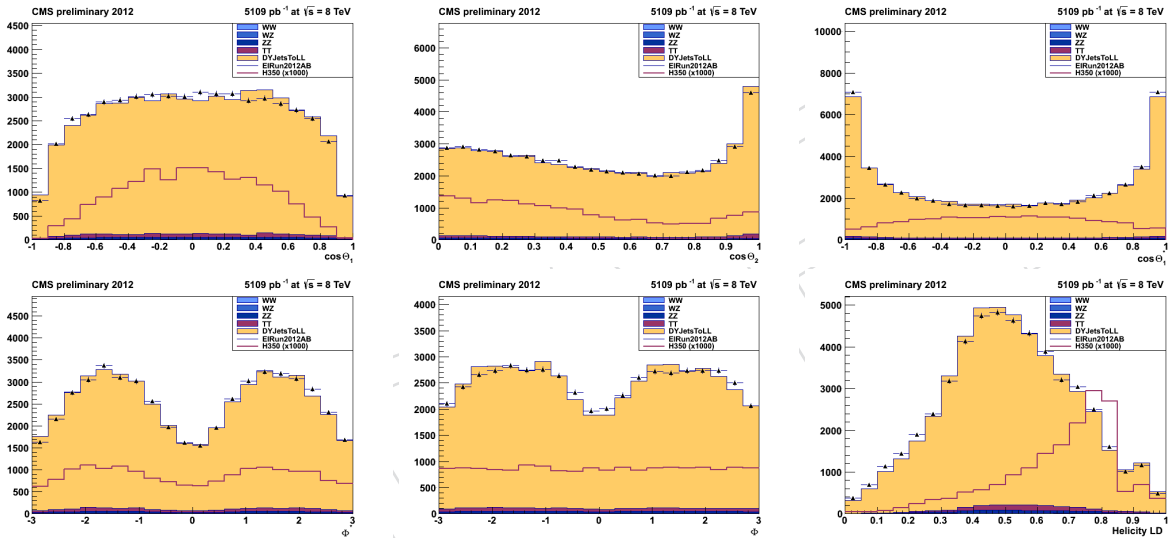 CMS preliminary 2012 5109 pb⁻¹ at √s = 8 TeV
4500
4000
3500
3000
2500
2000
1500
1000
500
0
WW
WZ
ZZ
TT
DYJetsToLL
ElRun2012AB
H350 (x1000)
-1 -0.8 -0.6 -0.4 -0.2 0 0.2 0.4 0.6 0.8 1
cos Θ₁
CMS preliminary 2012 5109 pb⁻¹ at √s = 8 TeV
6000
5000
4000
3000
2000
1000
0
WW
WZ
ZZ
TT
DYJetsToLL
ElRun2012AB
H350 (x1000)
0 0.1 0.2 0.3 0.4 0.5 0.6 0.7 0.8 0.9 1
cos Θ₂
CMS preliminary 2012 5109 pb⁻¹ at √s = 8 TeV
10000
8000
6000
4000
2000
0
WW
WZ
ZZ
TT
DYJetsToLL
ElRun2012AB
H350 (x1000)
-1 -0.8 -0.6 -0.4 -0.2 0 0.2 0.4 0.6 0.8 1
cos Θ₁*
CMS preliminary 2012 5109 pb⁻¹ at √s = 8 TeV
4500
4000
3500
3000
2500
2000
1500
1000
500
0
WW
WZ
ZZ
TT
DYJetsToLL
ElRun2012AB
H350 (x1000)
-3 -2 -1 0 1 2 3
Φ
CMS preliminary 2012 5109 pb⁻¹ at √s = 8 TeV
4000
3500
3000
2500
2000
1500
1000
500
0
WW
WZ
ZZ
TT
DYJetsToLL
ElRun2012AB
H350 (x1000)
-3 -2 -1 0 1 2 3
Φ
CMS preliminary 2012 5109 pb⁻¹ at √s = 8 TeV
5000
4000
3000
2000
1000
0
WW
WZ
ZZ
TT
DYJetsToLL
ElRun2012AB
H350 (x1000)
0 0.1 0.2 0.3 0.4 0.5 0.6 0.7 0.8 0.9 1
Helicity LD